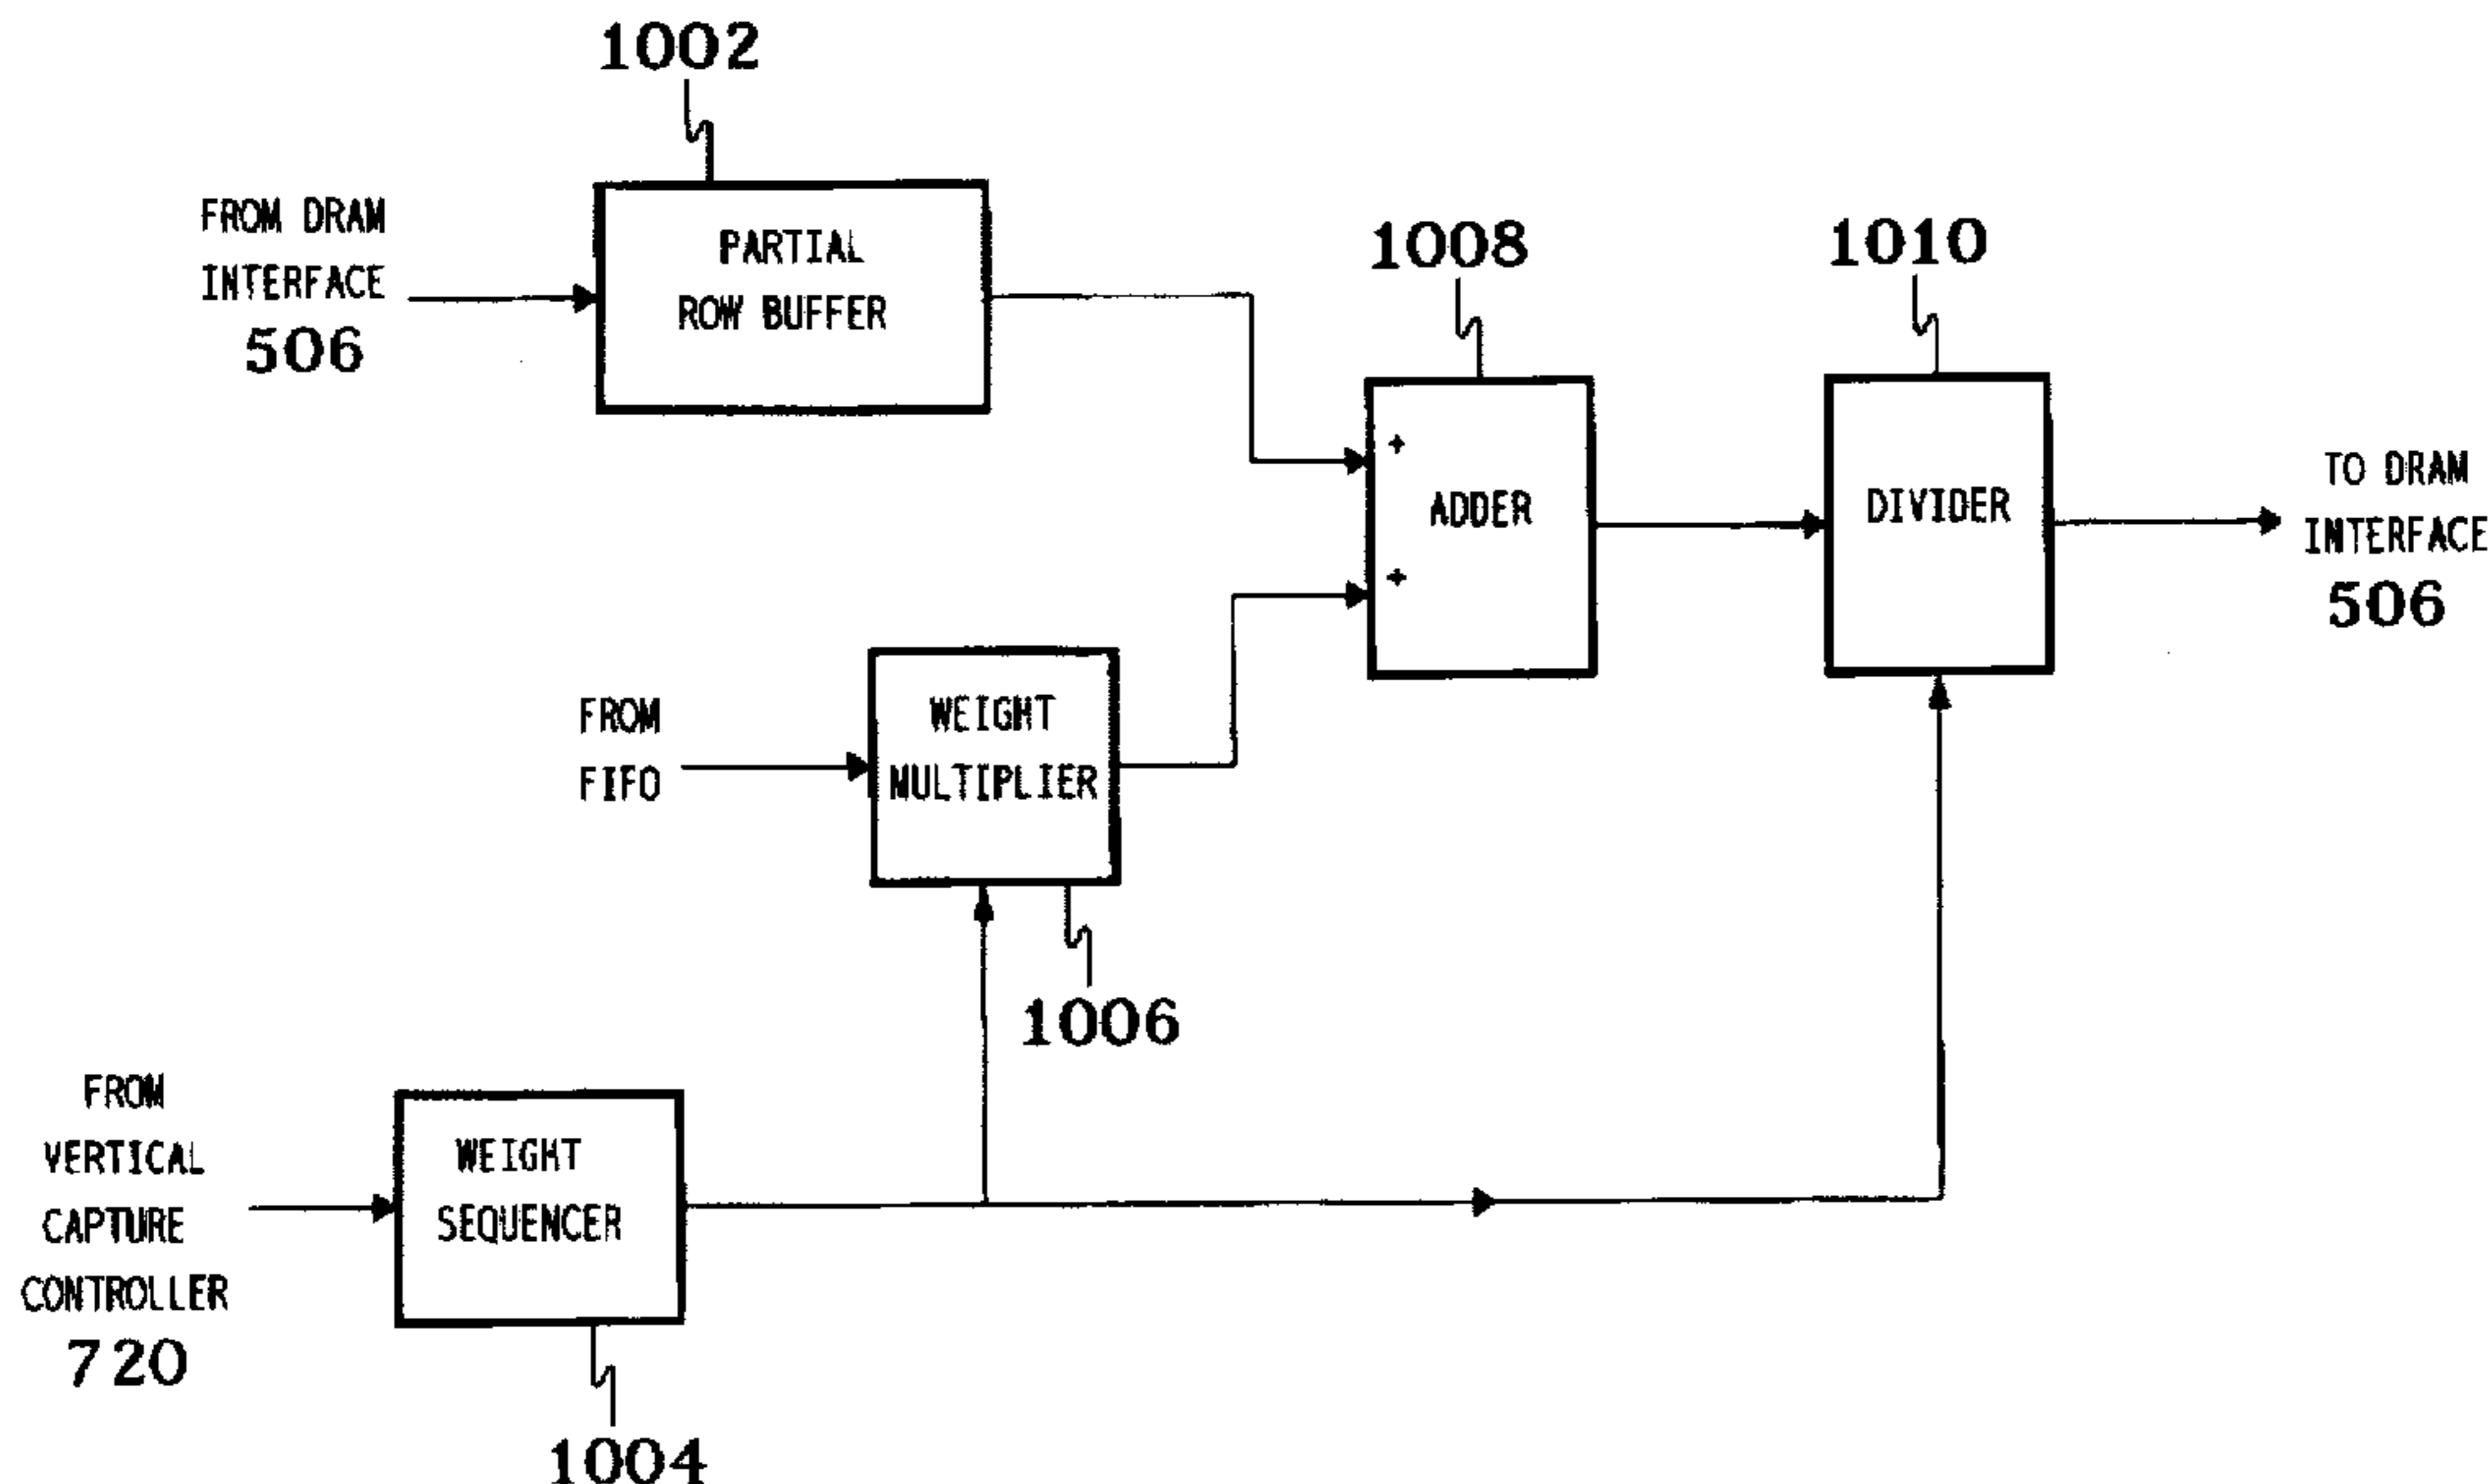 1002
FROM DRAM
INTERFACE
506
PARTIAL
ROW BUFFER
1008
+
+
ADDER
1010
DIVIDER
TO DRAM
INTERFACE
506
FROM
FIFO
WEIGHT
MULTIPLIER
1006
FROM
VERTICAL
CAPTURE
CONTROLLER
720
WEIGHT
SEQUENCER
1004